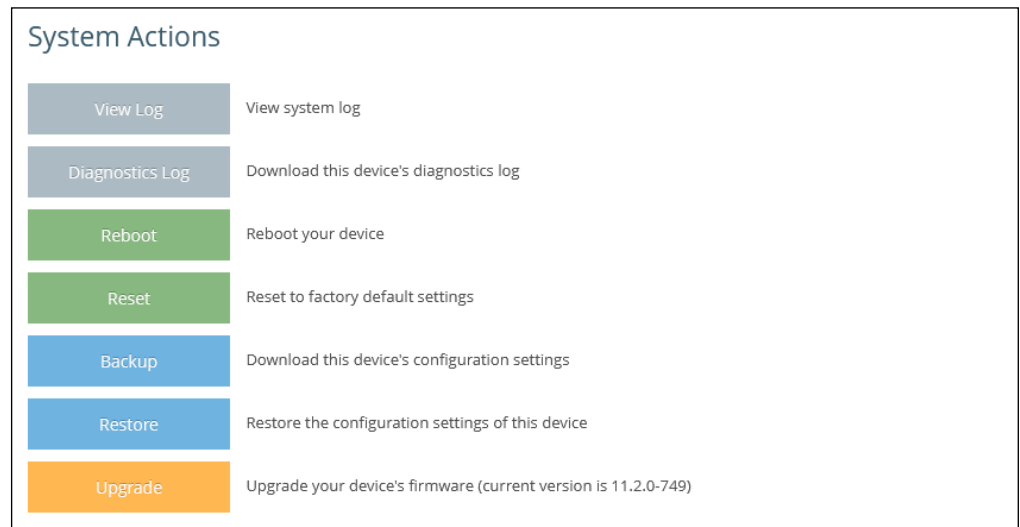 System Actions
View Log
View system log
Diagnostics Log
Download this device's diagnostics log
Reboot
Reboot your device
Reset
Reset to factory default settings
Backup
Download this device's configuration settings
Restore
Restore the configuration settings of this device
Upgrade
Upgrade your device's firmware (current version is 11.2.0-749)